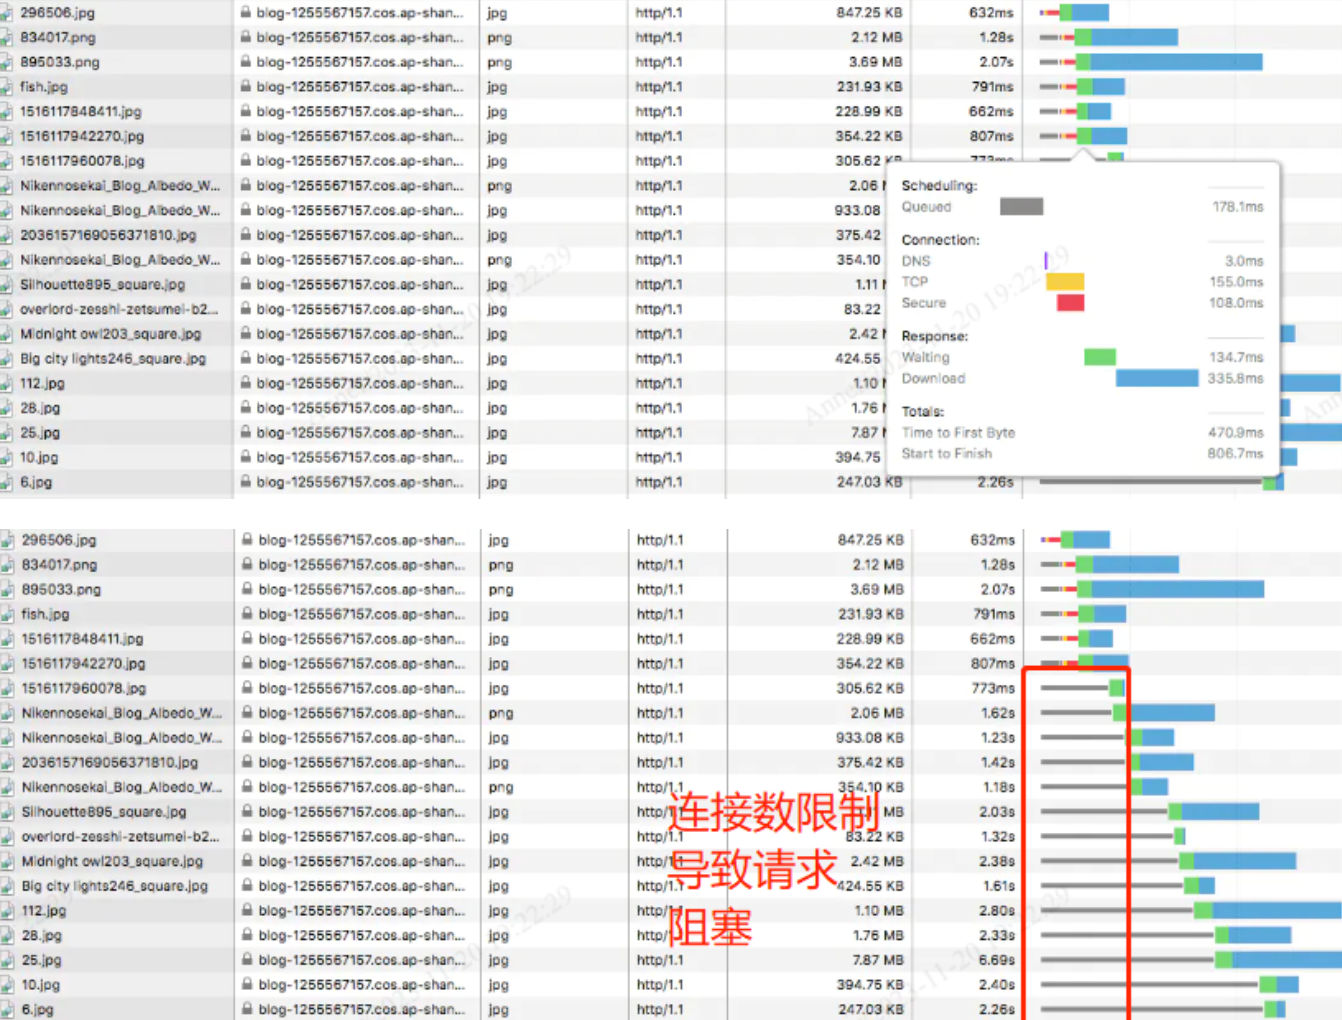 296506.jpg blog-1255567157.cos.ap-shan... jpg http/1.1 847.25 KB 632ms
834017.png blog-1255567157.cos.ap-shan... png http/1.1 2.12 MB 1.28s
895033.png blog-1255567157.cos.ap-shan... png http/1.1 3.69 MB 2.07s
fish.jpg blog-1255567157.cos.ap-shan... jpg http/1.1 231.93 KB 791ms
1516117848411.jpg blog-1255567157.cos.ap-shan... jpg http/1.1 228.99 KB 662ms
1516117942270.jpg blog-1255567157.cos.ap-shan... jpg http/1.1 354.22 KB 807ms
1516117960078.jpg blog-1255567157.cos.ap-shan... jpg http/1.1 305.62 KB 773ms
Nikennosekai_Blog_Albedo_W... blog-1255567157.cos.ap-shan... png http/1.1 2.06
Nikennosekai_Blog_Albedo_W... blog-1255567157.cos.ap-shan... jpg http/1.1 933.08
2036157169056371810.jpg blog-1255567157.cos.ap-shan... jpg http/1.1 375.42
Nikennosekai_Blog_Albedo_W... blog-1255567157.cos.ap-shan... png http/1.1 354.10
Silhouette895_square.jpg blog-1255567157.cos.ap-shan... jpg http/1.1 1.11
overlord-zesshi-zetsumei-b2... blog-1255567157.cos.ap-shan... jpg http/1.1 83.22
Midnight owl203_square.jpg blog-1255567157.cos.ap-shan... jpg http/1.1 2.42
Big city lights246_square.jpg blog-1255567157.cos.ap-shan... jpg http/1.1 424.55
112.jpg blog-1255567157.cos.ap-shan... jpg http/1.1 1.10
28.jpg blog-1255567157.cos.ap-shan... jpg http/1.1 1.76
25.jpg blog-1255567157.cos.ap-shan... jpg http/1.1 7.87
10.jpg blog-1255567157.cos.ap-shan... jpg http/1.1 394.75
6.jpg blog-1255567157.cos.ap-shan... jpg http/1.1 247.03 KB 2.26s
Scheduling:
Queued 178.1ms
Connection:
DNS 3.0ms
TCP 155.0ms
Secure 108.0ms
Response:
Waiting 134.7ms
Download 335.8ms
Totals:
Time to First Byte 470.9ms
Start to Finish 806.7ms
296506.jpg blog-1255567157.cos.ap-shan... jpg http/1.1 847.25 KB 632ms
834017.png blog-1255567157.cos.ap-shan... png http/1.1 2.12 MB 1.28s
895033.png blog-1255567157.cos.ap-shan... png http/1.1 3.69 MB 2.07s
fish.jpg blog-1255567157.cos.ap-shan... jpg http/1.1 231.93 KB 791ms
1516117848411.jpg blog-1255567157.cos.ap-shan... jpg http/1.1 228.99 KB 662ms
1516117942270.jpg blog-1255567157.cos.ap-shan... jpg http/1.1 354.22 KB 807ms
1516117960078.jpg blog-1255567157.cos.ap-shan... jpg http/1.1 305.62 KB 773ms
Nikennosekai_Blog_Albedo_W... blog-1255567157.cos.ap-shan... png http/1.1 2.06 MB 1.62s
Nikennosekai_Blog_Albedo_W... blog-1255567157.cos.ap-shan... jpg http/1.1 933.08 KB 1.23s
2036157169056371810.jpg blog-1255567157.cos.ap-shan... jpg http/1.1 375.42 KB 1.42s
Nikennosekai_Blog_Albedo_W... blog-1255567157.cos.ap-shan... png http/1.1 354.10 KB 1.18s
Silhouette895_square.jpg blog-1255567157.cos.ap-shan... jpg http/1.1 MB 2.03s
overlord-zesshi-zetsumei-b2... blog-1255567157.cos.ap-shan... jpg http/1.1 83.22 KB 1.32s
Midnight owl203_square.jpg blog-1255567157.cos.ap-shan... jpg http/1.1 2.42 MB 2.38s
Big city lights246_square.jpg blog-1255567157.cos.ap-shan... jpg http/1.1 424.55 KB 1.61s
112.jpg blog-1255567157.cos.ap-shan... jpg http/1.1 1.10 MB 2.80s
28.jpg blog-1255567157.cos.ap-shan... jpg http/1.1 1.76 MB 2.33s
25.jpg blog-1255567157.cos.ap-shan... jpg http/1.1 7.87 MB 6.69s
10.jpg blog-1255567157.cos.ap-shan... jpg http/1.1 394.75 KB 2.40s
6.jpg blog-1255567157.cos.ap-shan... jpg http/1.1 247.03 KB 2.26s
连接数限制
导致请求
阻塞